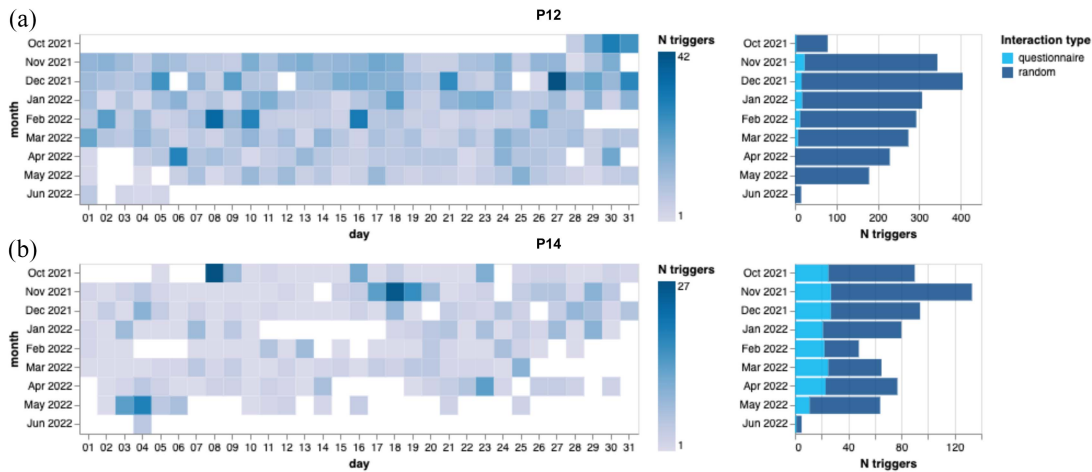 (a)
P12
Oct 2021
Nov 2021
Dec 2021
Jan 2022
Feb 2022
Mar 2022
Apr 2022
May 2022
Jun 2022
month
01 02 03 04 05 06 07 08 09 10 11 12 13 14 15 16 17 18 19 20 21 22 23 24 25 26 27 28 29 30 31
day
N triggers
42
1
Oct 2021
Nov 2021
Dec 2021
Jan 2022
Feb 2022
Mar 2022
Apr 2022
May 2022
Jun 2022
0 100 200 300 400
N triggers
Interaction type
questionnaire
random
(b)
P14
Oct 2021
Nov 2021
Dec 2021
Jan 2022
Feb 2022
Mar 2022
Apr 2022
May 2022
Jun 2022
month
01 02 03 04 05 06 07 08 09 10 11 12 13 14 15 16 17 18 19 20 21 22 23 24 25 26 27 28 29 30 31
day
N triggers
27
1
Oct 2021
Nov 2021
Dec 2021
Jan 2022
Feb 2022
Mar 2022
Apr 2022
May 2022
Jun 2022
0 40 80 120
N triggers